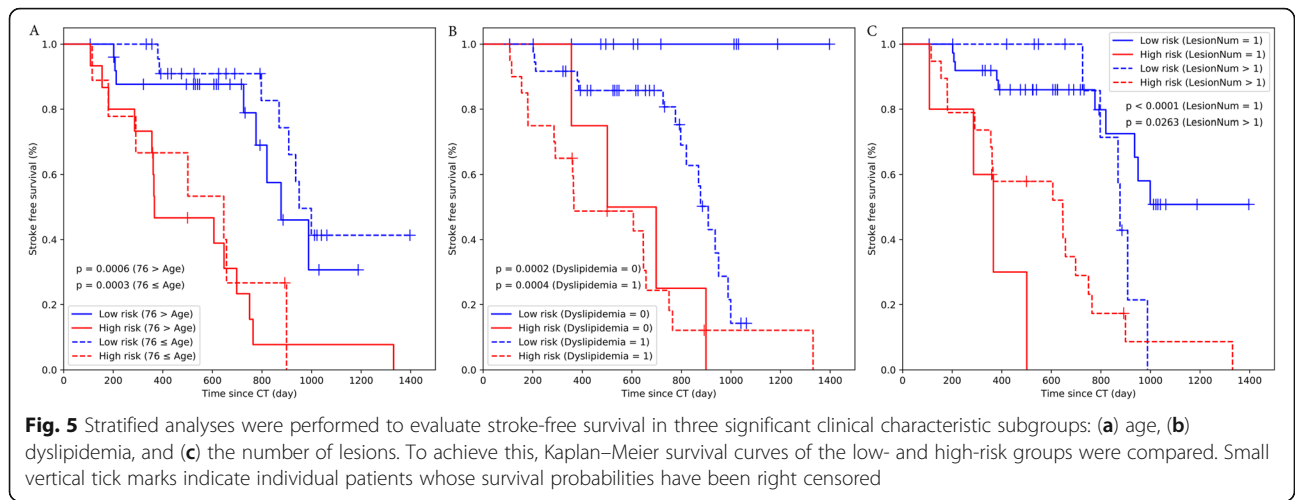 A
B
C
Stroke free survival (%)
1.0
0.8
0.6
0.4
0.2
0.0
p = 0.0006 (76 > Age)
p = 0.0003 (76 ≤ Age)
Low risk (76 > Age)
High risk (76 > Age)
Low risk (76 ≤ Age)
High risk (76 ≤ Age)
0 200 400 600 800 1000 1200 1400
Time since CT (day)
Stroke free survival (%)
1.0
0.8
0.6
0.4
0.2
0.0
p = 0.0002 (Dyslipidemia = 0)
p = 0.0004 (Dyslipidemia = 1)
Low risk (Dyslipidemia = 0)
High risk (Dyslipidemia = 0)
Low risk (Dyslipidemia = 1)
High risk (Dyslipidemia = 1)
0 200 400 600 800 1000 1200 1400
Time since CT (day)
Stroke free survival (%)
1.0
0.8
0.6
0.4
0.2
0.0
Low risk (LesionNum = 1)
High risk (LesionNum = 1)
Low risk (LesionNum > 1)
High risk (LesionNum > 1)
p < 0.0001 (LesionNum = 1)
p = 0.0263 (LesionNum > 1)
0 200 400 600 800 1000 1200 1400
Time since CT (day)
Fig. 5 Stratified analyses were performed to evaluate stroke-free survival in three significant clinical characteristic subgroups: (a) age, (b)
dyslipidemia, and (c) the number of lesions. To achieve this, Kaplan–Meier survival curves of the low- and high-risk groups were compared. Small
vertical tick marks indicate individual patients whose survival probabilities have been right censored